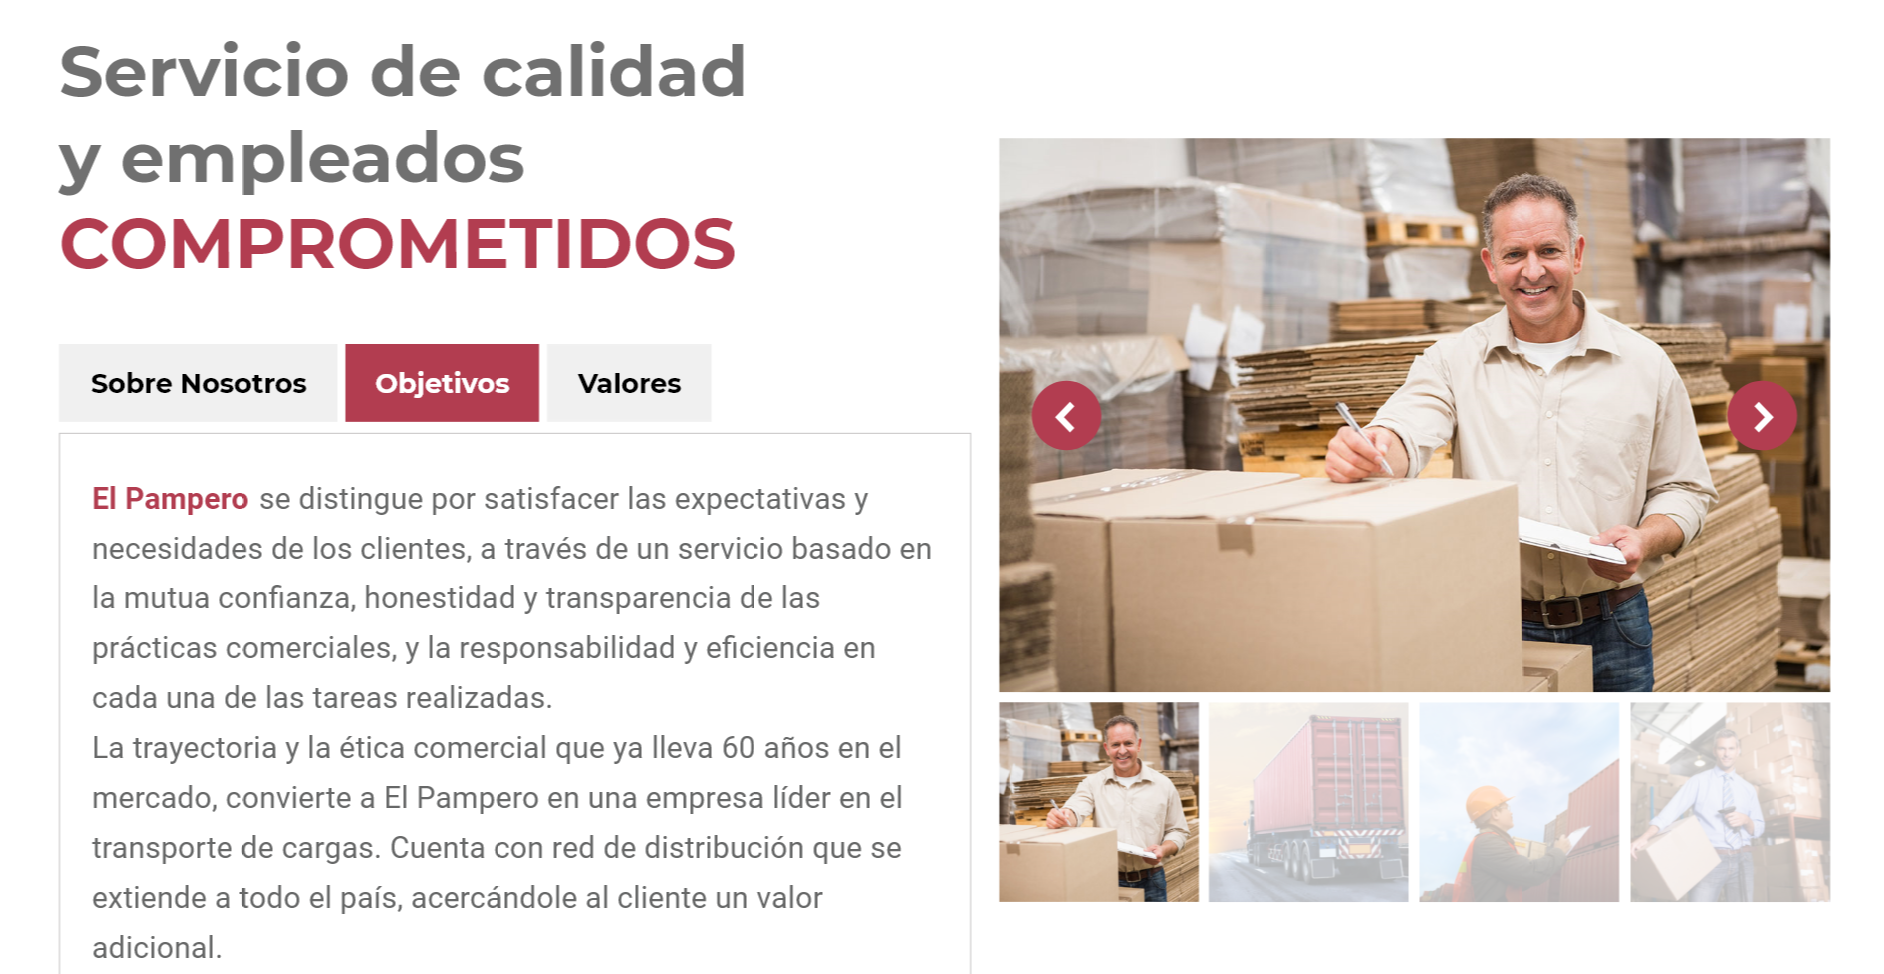 Servicio de calidad
y empleados
COMPROMETIDOS
Sobre Nosotros
Objetivos
Valores
El Pampero se distingue por satisfacer las expectativas y
necesidades de los clientes, a través de un servicio basado en
la mutua confianza, honestidad y transparencia de las
prácticas comerciales, y la responsabilidad y eficiencia en
cada una de las tareas realizadas.
La trayectoria y la ética comercial que ya lleva 60 años en el
mercado, convierte a El Pampero en una empresa líder en el
transporte de cargas. Cuenta con red de distribución que se
extiende a todo el país, acercándole al cliente un valor
adicional.